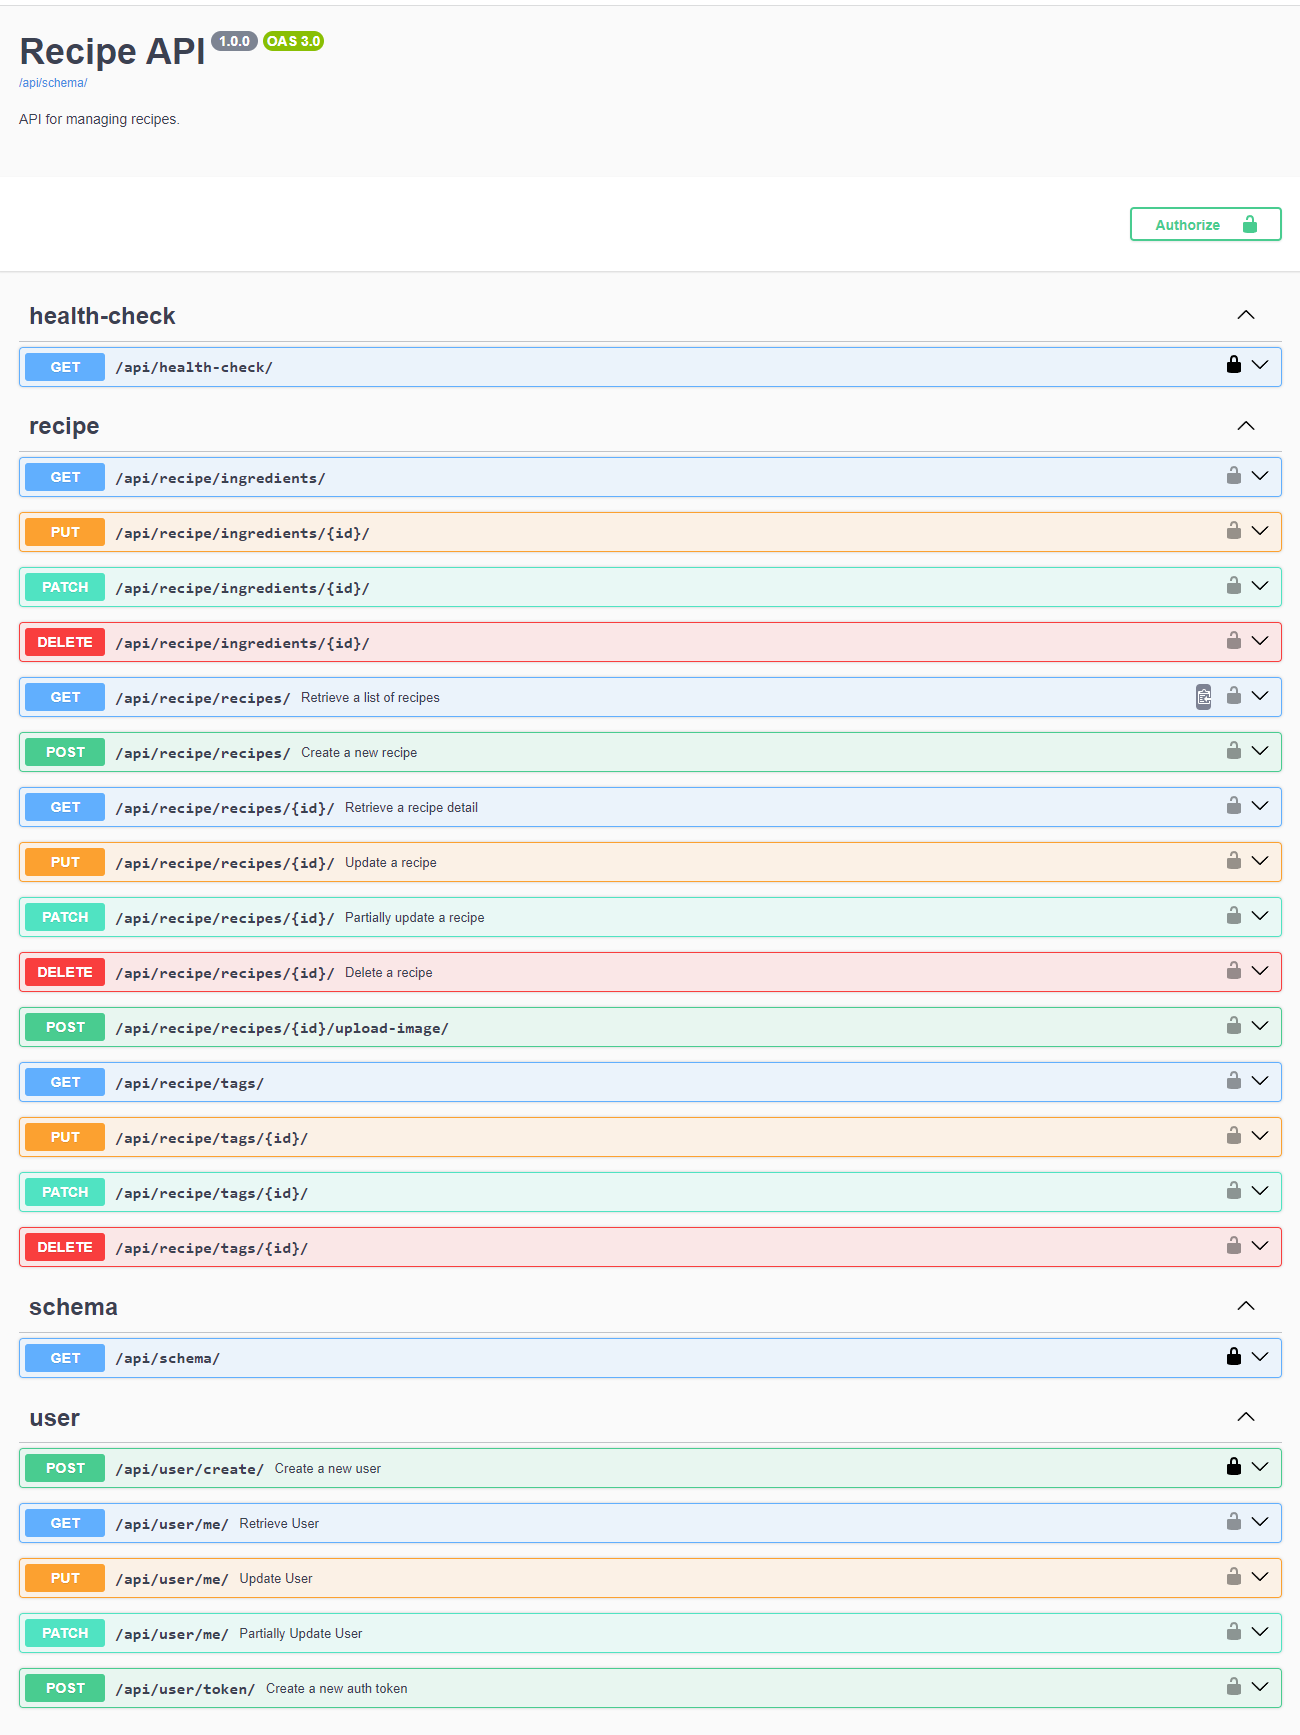 Recipe API 1.0.0 OAS 3.0
/api/schema/
API for managing recipes.
Authorize
health-check
GET /api/health-check/
recipe
GET /api/recipe/ingredients/
PUT /api/recipe/ingredients/{id}/
PATCH /api/recipe/ingredients/{id}/
DELETE /api/recipe/ingredients/{id}/
GET /api/recipe/recipes/ Retrieve a list of recipes
POST /api/recipe/recipes/ Create a new recipe
GET /api/recipe/recipes/{id}/ Retrieve a recipe detail
PUT /api/recipe/recipes/{id}/ Update a recipe
PATCH /api/recipe/recipes/{id}/ Partially update a recipe
DELETE /api/recipe/recipes/{id}/ Delete a recipe
POST /api/recipe/recipes/{id}/upload-image/
GET /api/recipe/tags/
PUT /api/recipe/tags/{id}/
PATCH /api/recipe/tags/{id}/
DELETE /api/recipe/tags/{id}/
schema
GET /api/schema/
user
POST /api/user/create/ Create a new user
GET /api/user/me/ Retrieve User
PUT /api/user/me/ Update User
PATCH /api/user/me/ Partially Update User
POST /api/user/token/ Create a new auth token